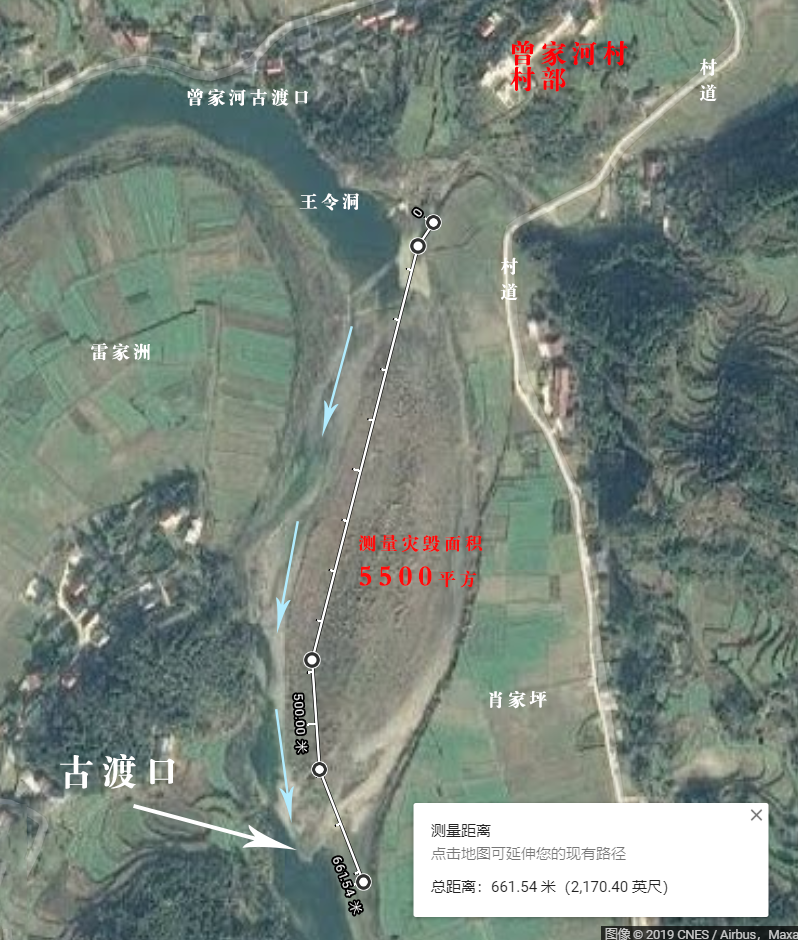 曾家河村
村部
村道
曾家河古渡口
王令洞
0
村道
雷家洲
测量灾毁面积
5500平方
肖家坪
500.00 米
古渡口
661.54 米
测量距离
点击地图可延伸您的现有路径
总距离：661.54 米（2,170.40 英尺）
图像 © 2019 CNES / Airbus，Maxa